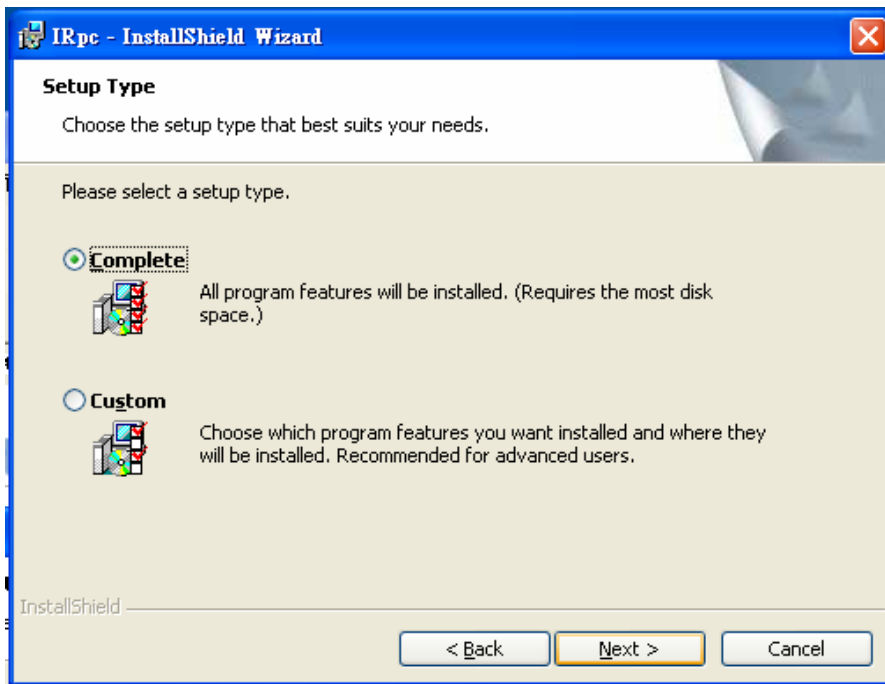 IRpc - InstallShield Wizard
Setup Type
Choose the setup type that best suits your needs.
Please select a setup type.
Complete
All program features will be installed. (Requires the most disk
space.)
Custom
Choose which program features you want installed and where they
will be installed. Recommended for advanced users.
InstallShield
< Back Next > Cancel